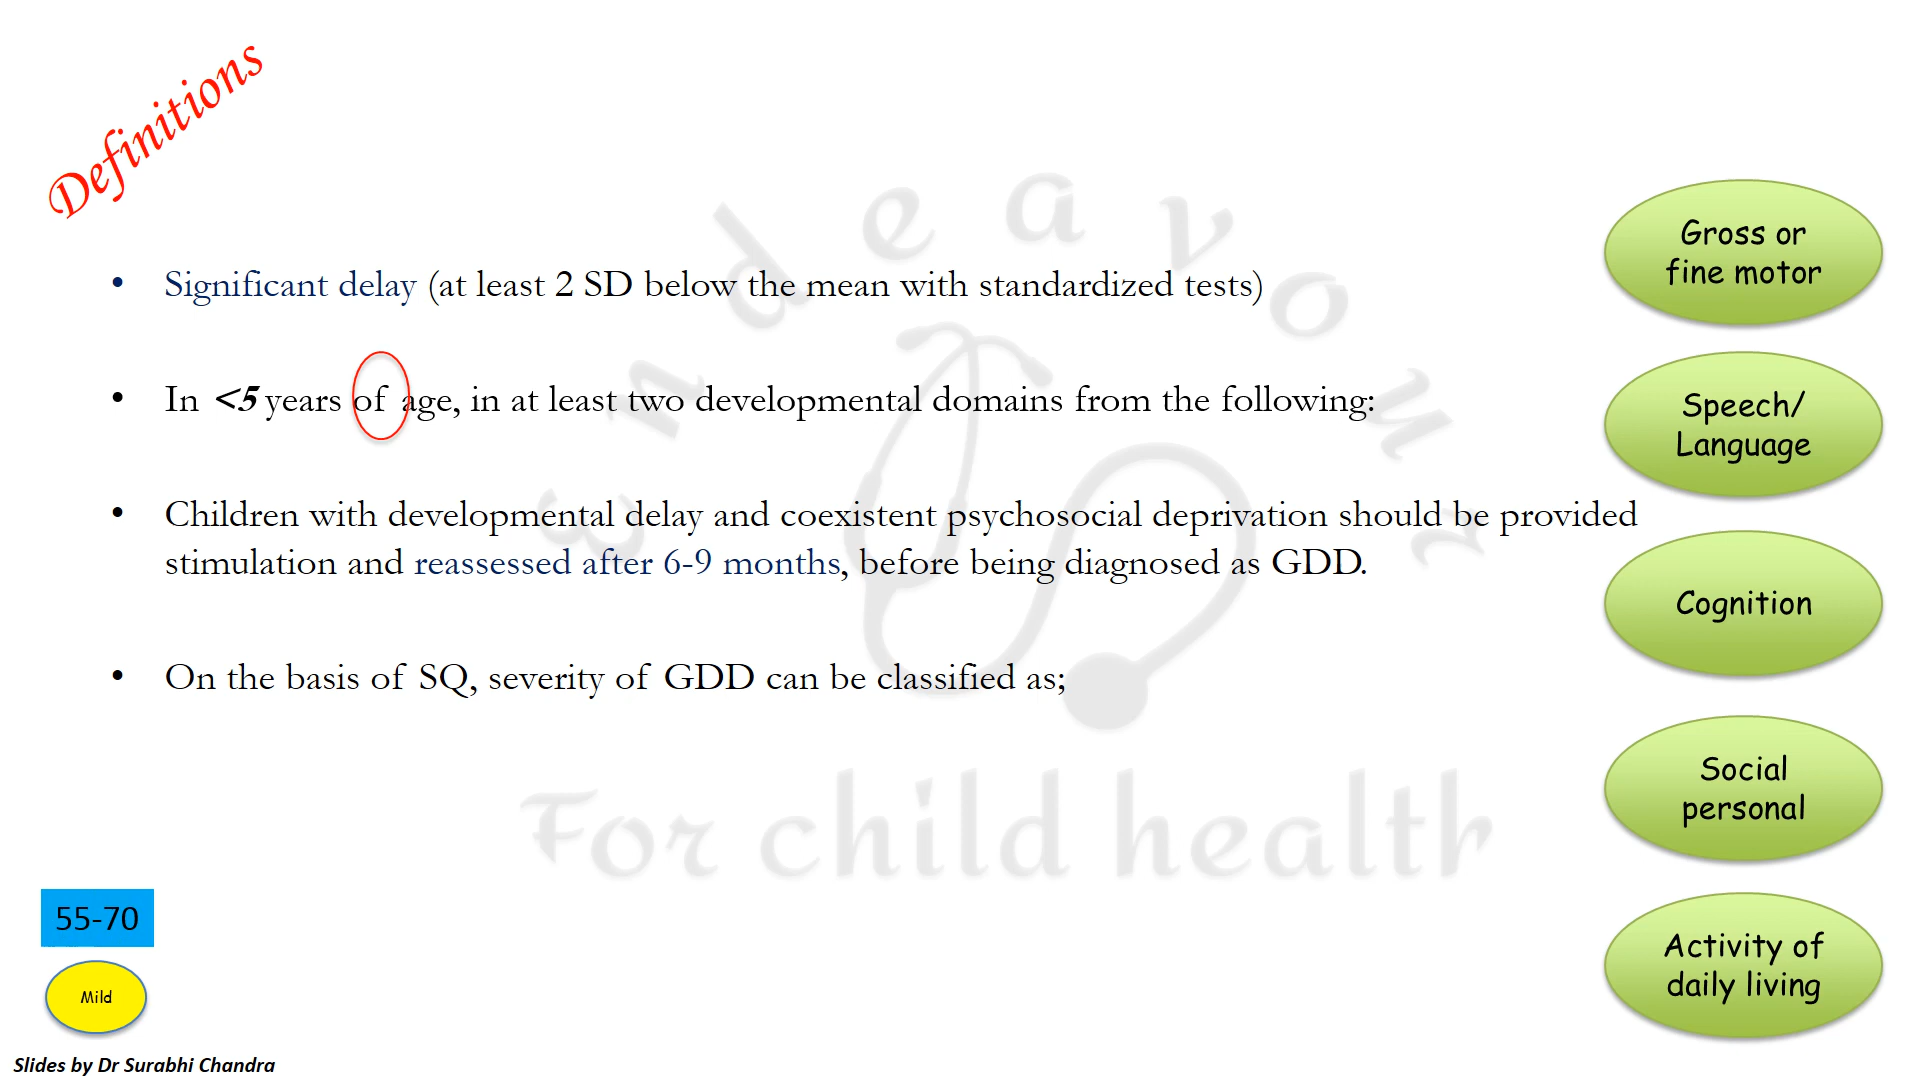 Definitions
• Significant delay (at least 2 SD below the mean with standardized tests)
• In <5 years of age, in at least two developmental domains from the following:
• Children with developmental delay and coexistent psychosocial deprivation should be provided
stimulation and reassessed after 6-9 months, before being diagnosed as GDD.
• On the basis of SQ, severity of GDD can be classified as;
Gross or
fine motor
Speech/
Language
Cognition
Social
personal
Activity of
daily living
55-70
Mild
Endeavour
For child health
Slides by Dr Surabhi Chandra